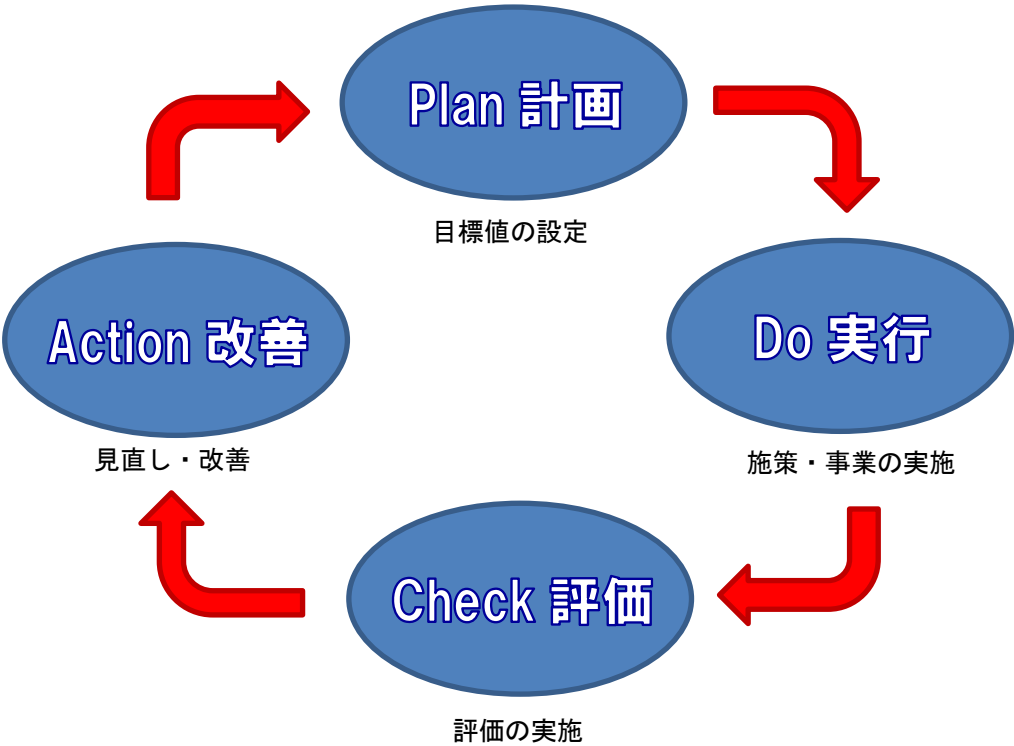 Plan 計画
目標値の設定
Do 実行
施策・事業の実施
Check 評価
評価の実施
Action 改善
見直し・改善